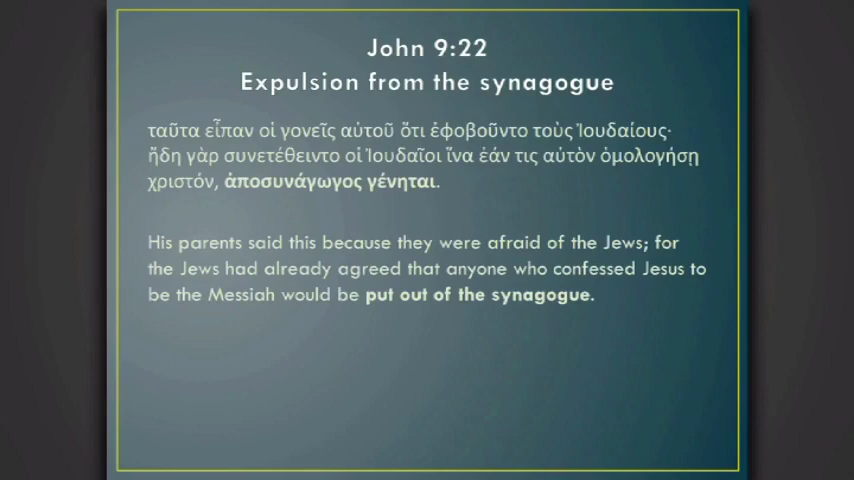 John 9:22
Expulsion from the synagogue
ταῦτα εἶπαν οἱ γονεῖς αὐτοῦ ὅτι ἐφοβοῦντο τοὺς Ἰουδαίους·
ἤδη γὰρ συνετέθειντο οἱ Ἰουδαῖοι ἵνα ἐάν τις αὐτὸν ὁμολογήσῃ
χριστόν, ἀποσυνάγωγος γένηται.
His parents said this because they were afraid of the Jews; for
the Jews had already agreed that anyone who confessed Jesus to
be the Messiah would be put out of the synagogue.